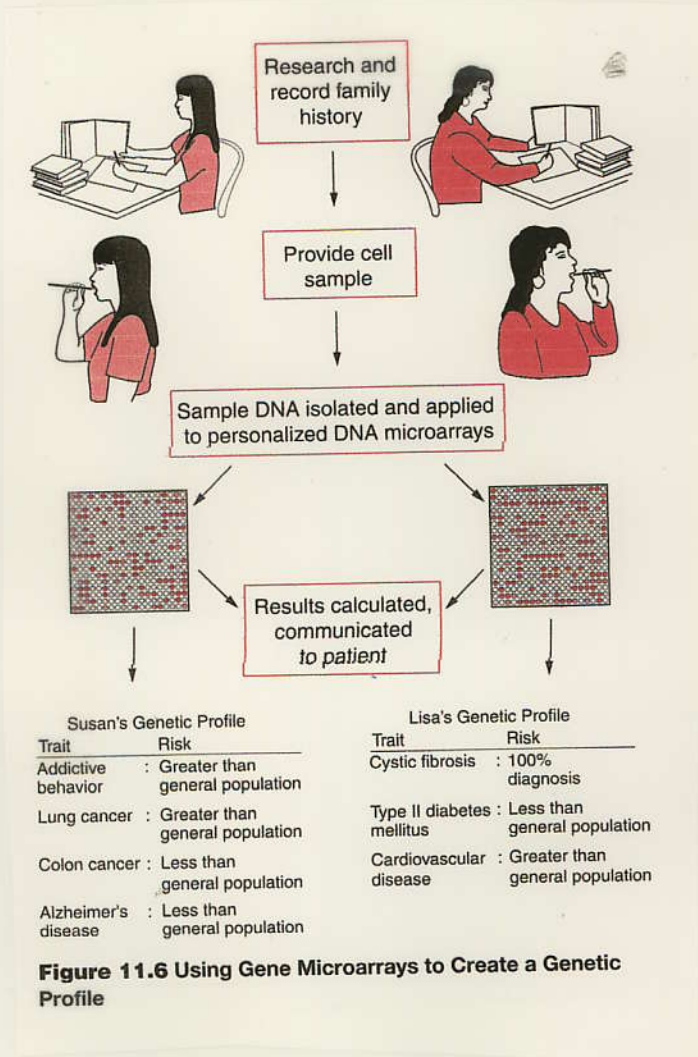 Research and
record family
history
Provide cell
sample
Sample DNA isolated and applied
to personalized DNA microarrays
Results calculated,
communicated
to patient
Susan's Genetic Profile
Trait Risk
Addictive : Greater than
behavior general population
Lung cancer : Greater than
general population
Colon cancer : Less than
general population
Alzheimer's : Less than
disease general population
Lisa's Genetic Profile
Trait Risk
Cystic fibrosis : 100%
diagnosis
Type II diabetes : Less than
mellitus general population
Cardiovascular : Greater than
disease general population
Figure 11.6 Using Gene Microarrays to Create a Genetic
Profile